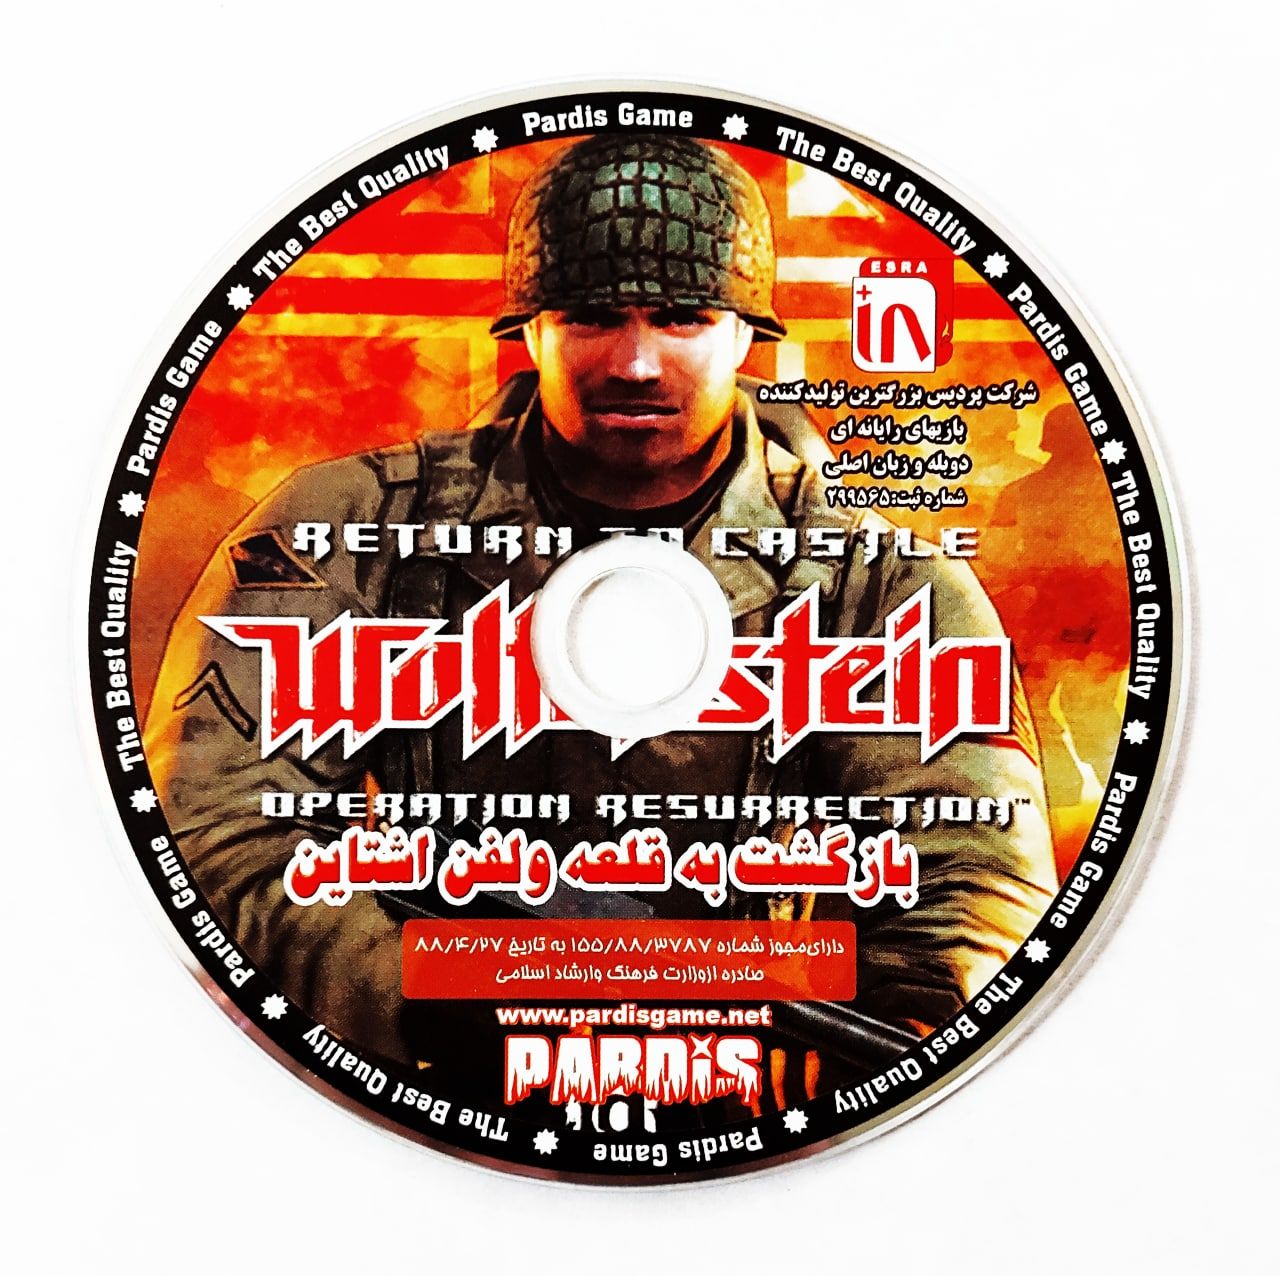 Pardis Game ✸ The Best Quality ✸ Pardis Game ✸ The Best Quality ✸ Pardis Game ✸ The Best Quality ✸ Pardis Game ✸ The Best Quality ✸ Pardis Game ✸ The Best Quality ✸ Pardis Game ✸ The Best Quality
ESRA
+۱۸
شرکت پردیس بزرگترین تولیدکننده
بازیهای رایانه ای
دوبله و زبان اصلی
شماره ثبت: ۲۹۹۵۶۵
RETURN TO CASTLE
Wolfenstein
OPERATION RESURRECTION™
بازگشت به قلعه ولفن اشتاین
دارای مجوز شماره ۱۵۵/۸۸/۳۷۸۷ به تاریخ ۸۸/۴/۲۷
صادره از وزارت فرهنگ وارشاد اسلامی
www.pardisgame.net
PARDIS